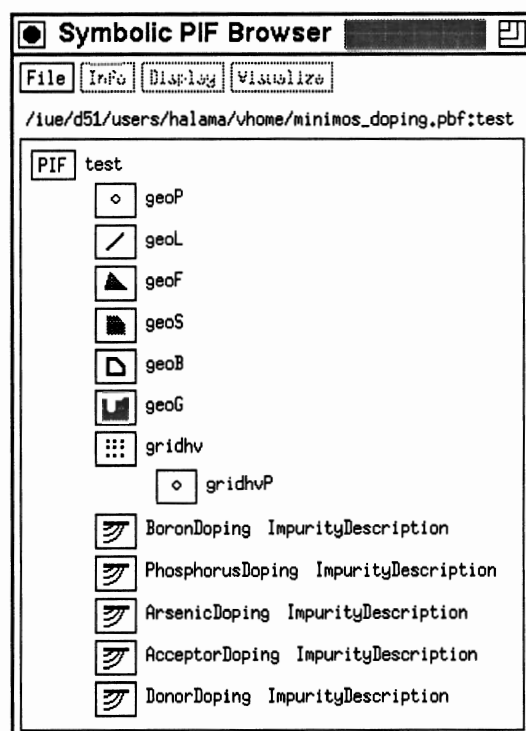 Symbolic PIF Browser
File Info Display Visualize
/iue/d51/users/halama/vhome/minimos_doping.pbf:test
PIF test
geoP
geoL
geoF
geoS
geoB
geoG
gridhv
gridhvP
BoronDoping ImpurityDescription
PhosphorusDoping ImpurityDescription
ArsenicDoping ImpurityDescription
AcceptorDoping ImpurityDescription
DonorDoping ImpurityDescription